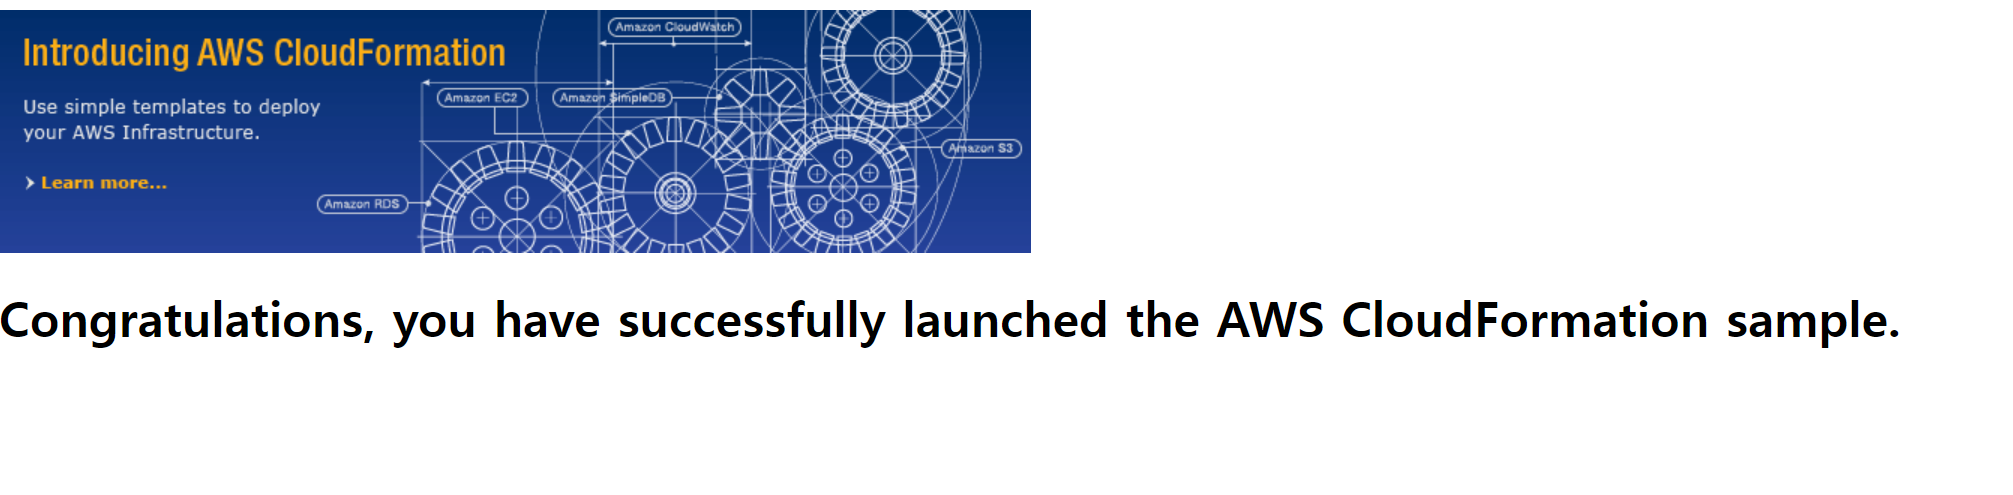 Introducing AWS CloudFormation
Use simple templates to deploy
your AWS Infrastructure.
Learn more...
Amazon CloudWatch
Amazon EC2
Amazon SimpleDB
Amazon S3
Amazon RDS
Congratulations, you have successfully launched the AWS CloudFormation sample.